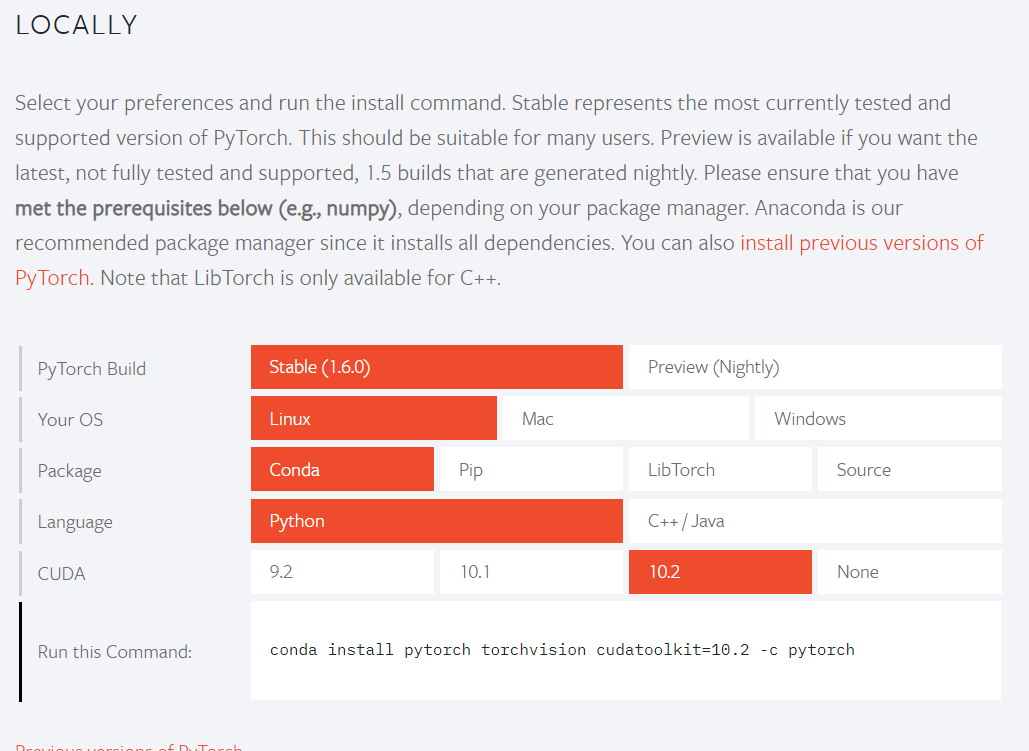 LOCALLY
Select your preferences and run the install command. Stable represents the most currently tested and
supported version of PyTorch. This should be suitable for many users. Preview is available if you want the
latest, not fully tested and supported, 1.5 builds that are generated nightly. Please ensure that you have
met the prerequisites below (e.g., numpy), depending on your package manager. Anaconda is our
recommended package manager since it installs all dependencies. You can also install previous versions of
PyTorch. Note that LibTorch is only available for C++.
PyTorch Build Stable (1.6.0) Preview (Nightly)
Your OS Linux Mac Windows
Package Conda Pip LibTorch Source
Language Python C++ / Java
CUDA 9.2 10.1 10.2 None
Run this Command: conda install pytorch torchvision cudatoolkit=10.2 -c pytorch
Previous versions of PyTorch